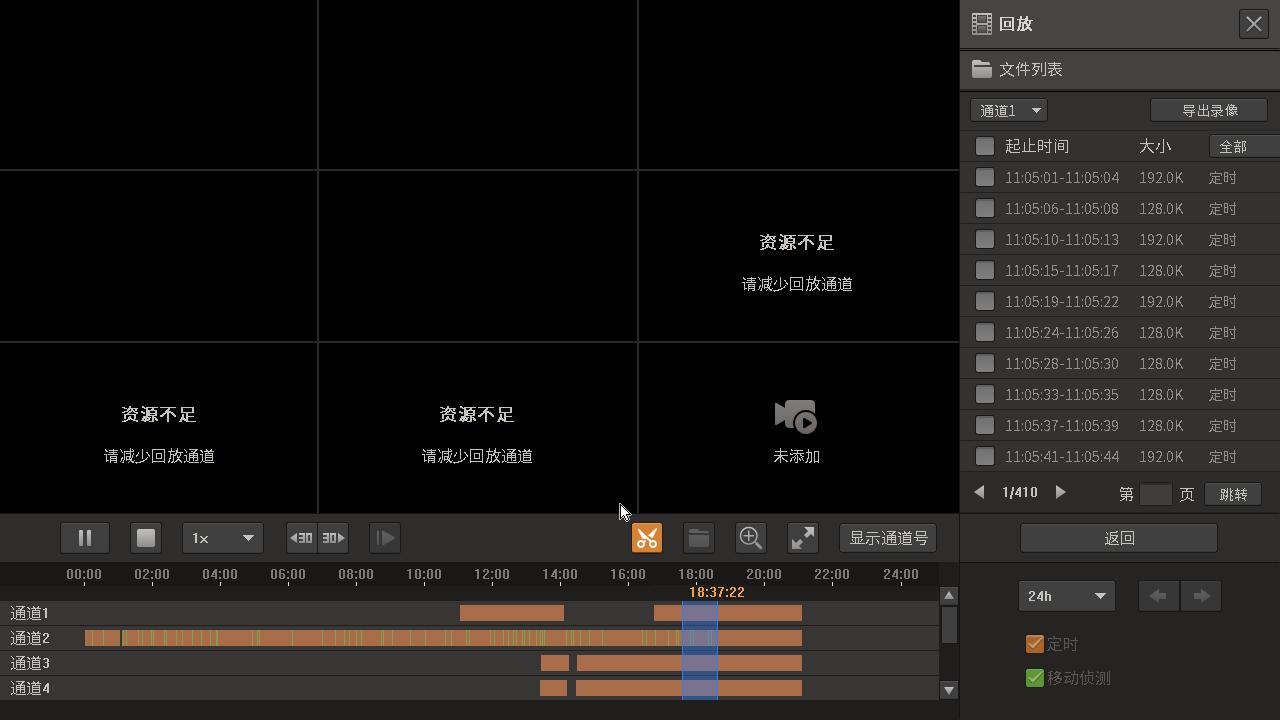 回放
文件列表
通道1 导出录像
起止时间 大小 全部
11:05:01-11:05:04 192.0K 定时
11:05:06-11:05:08 128.0K 定时
11:05:10-11:05:13 192.0K 定时
11:05:15-11:05:17 128.0K 定时
11:05:19-11:05:22 192.0K 定时
11:05:24-11:05:26 128.0K 定时
11:05:28-11:05:30 128.0K 定时
11:05:33-11:05:35 128.0K 定时
11:05:37-11:05:39 128.0K 定时
11:05:41-11:05:44 192.0K 定时
1/410 第 页 跳转
返回
24h
定时
移动侦测
资源不足
请减少回放通道
资源不足
请减少回放通道
资源不足
请减少回放通道
未添加
1x 30 30 显示通道号
00:00 02:00 04:00 06:00 08:00 10:00 12:00 14:00 16:00 18:00 20:00 22:00 24:00
18:37:22
通道1
通道2
通道3
通道4